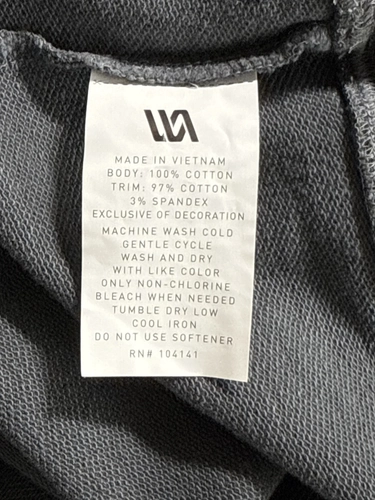 MADE IN VIETNAM
BODY: 100% COTTON
TRIM: 97% COTTON
3% SPANDEX
EXCLUSIVE OF DECORATION
MACHINE WASH COLD
GENTLE CYCLE
WASH AND DRY
WITH LIKE COLOR
ONLY NON-CHLORINE
BLEACH WHEN NEEDED
TUMBLE DRY LOW
COOL IRON
DO NOT USE SOFTENER
RN# 104141